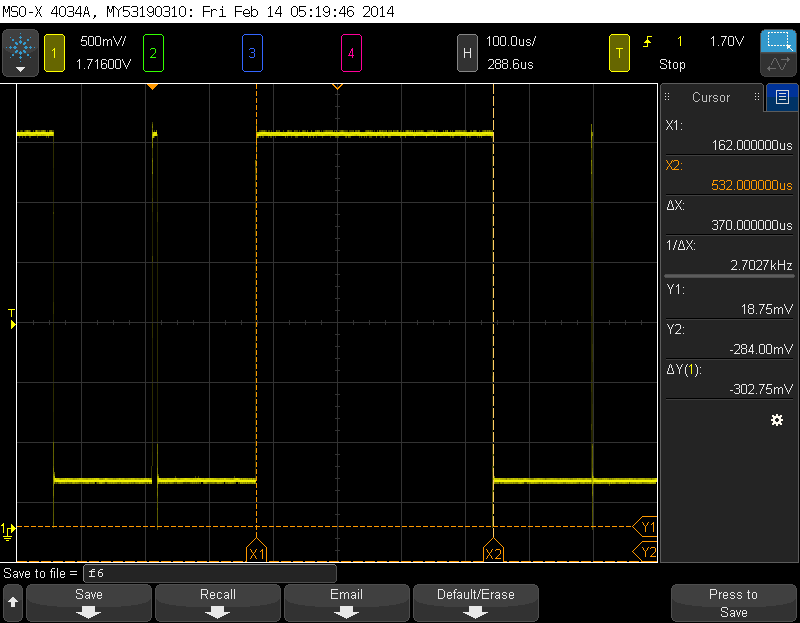 MSO-X 4034A, MY53190310: Fri Feb 14 05:19:46 2014
1 500mV/ 2 3 4 H 100.0us/ T 1 1.70V
1.71600V 288.6us Stop
Cursor
X1:
162.000000us
X2:
532.000000us
ΔX:
370.000000us
1/ΔX:
2.7027kHz
Y1:
18.75mV
Y2:
-284.00mV
ΔY(1):
-302.75mV
T
1
Y1
X1 X2 Y2
Save to file = f6
Save Recall Email Default/Erase Press to
Save